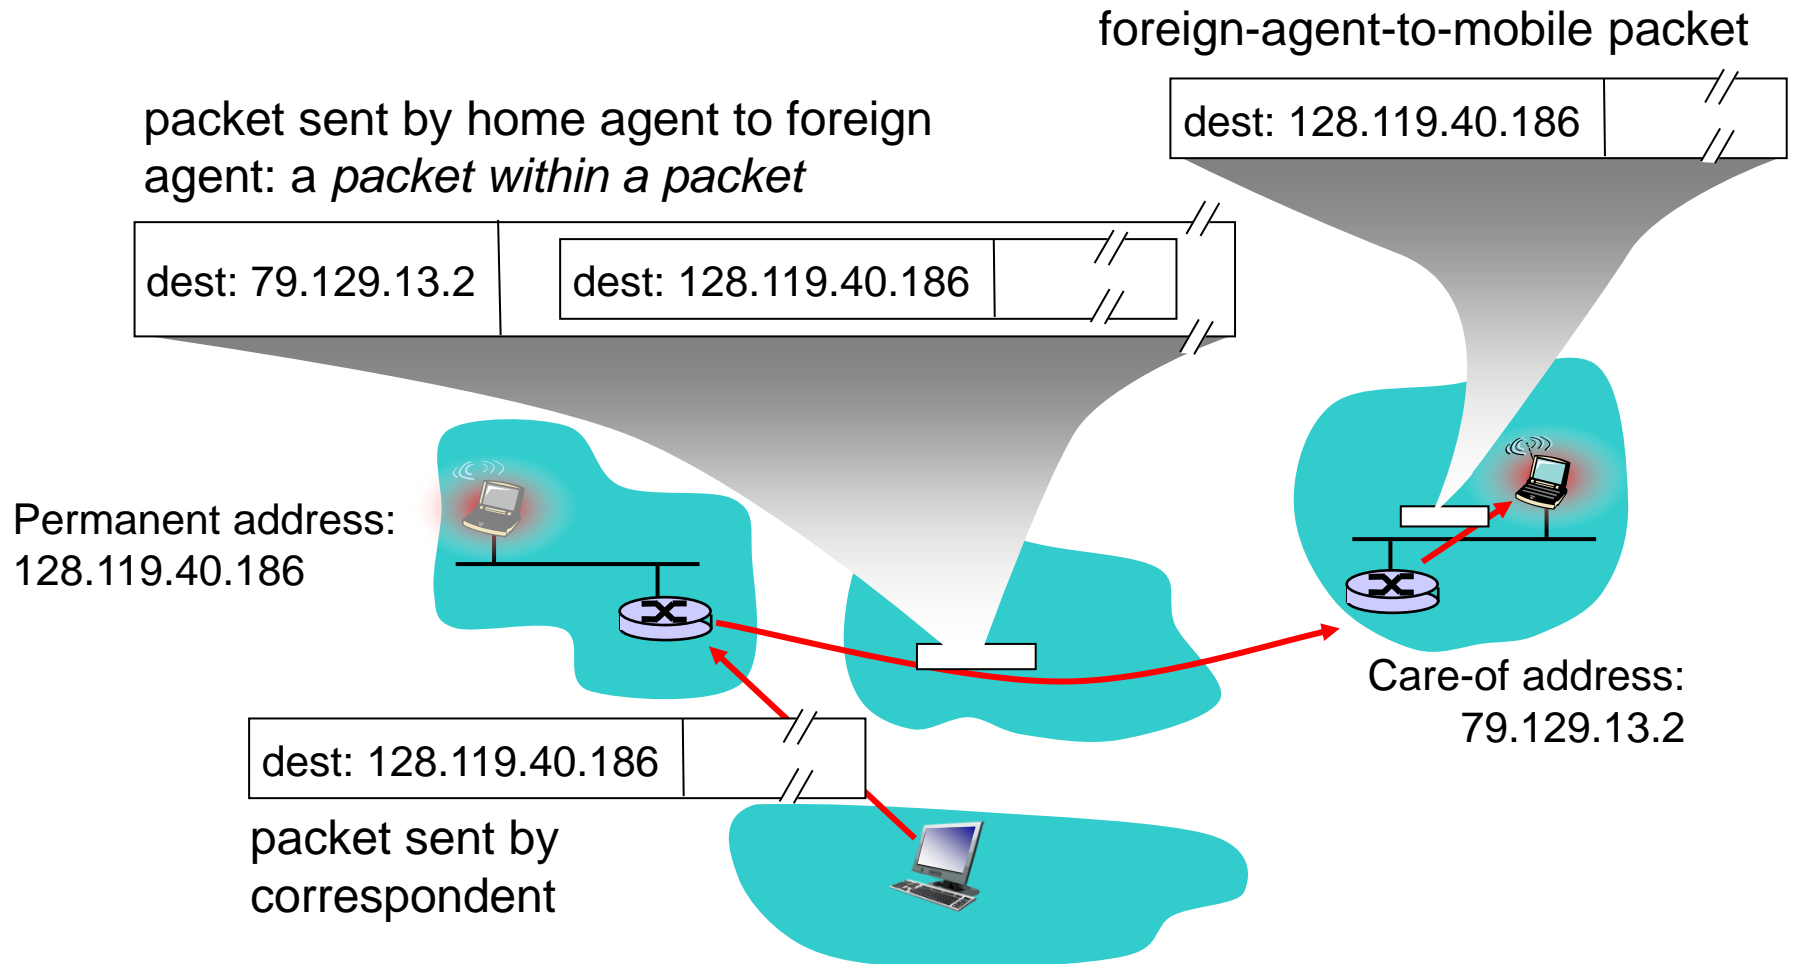 foreign-agent-to-mobile packet
dest: 128.119.40.186
packet sent by home agent to foreign
agent: a packet within a packet
dest: 79.129.13.2
dest: 128.119.40.186
Permanent address:
128.119.40.186
Care-of address:
79.129.13.2
dest: 128.119.40.186
packet sent by
correspondent